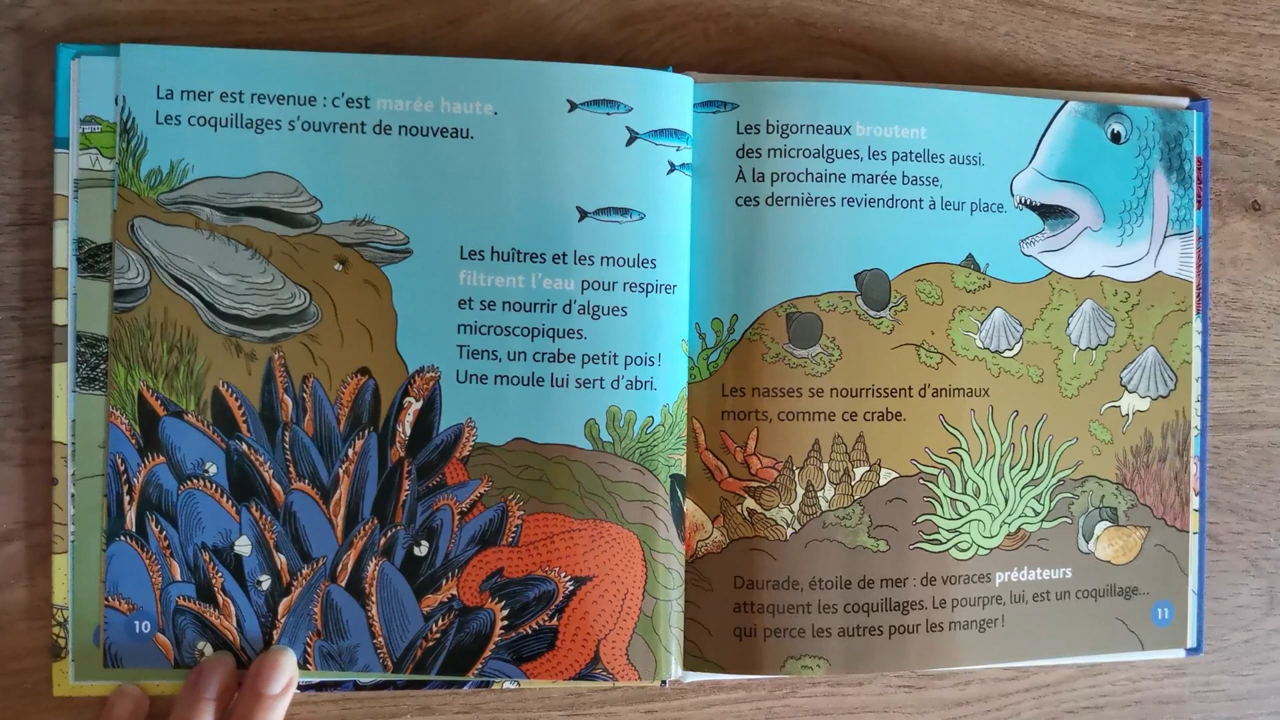 La mer est revenue : c'est marée haute.
Les coquillages s'ouvrent de nouveau.
Les huîtres et les moules
filtrent l'eau pour respirer
et se nourrir d'algues
microscopiques.
Tiens, un crabe petit pois !
Une moule lui sert d'abri.
10
Les bigorneaux broutent
des microalgues, les patelles aussi.
À la prochaine marée basse,
ces dernières reviendront à leur place.
Les nasses se nourrissent d'animaux
morts, comme ce crabe.
Daurade, étoile de mer : de voraces prédateurs
attaquent les coquillages. Le pourpre, lui, est un coquillage...
qui perce les autres pour les manger !
11